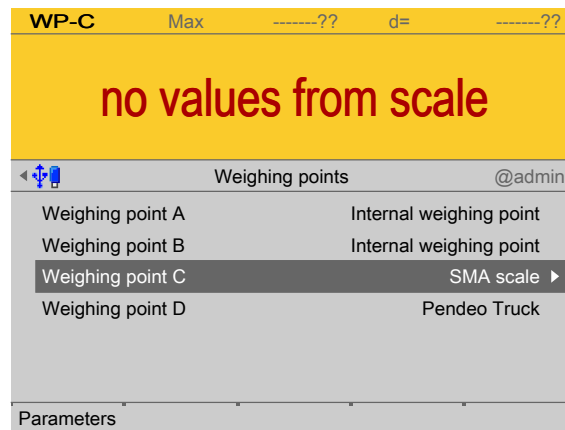 WP-C Max -------?? d= -------??
no values from scale
Weighing points @admin
Weighing point A Internal weighing point
Weighing point B Internal weighing point
Weighing point C SMA scale
Weighing point D Pendeo Truck
Parameters